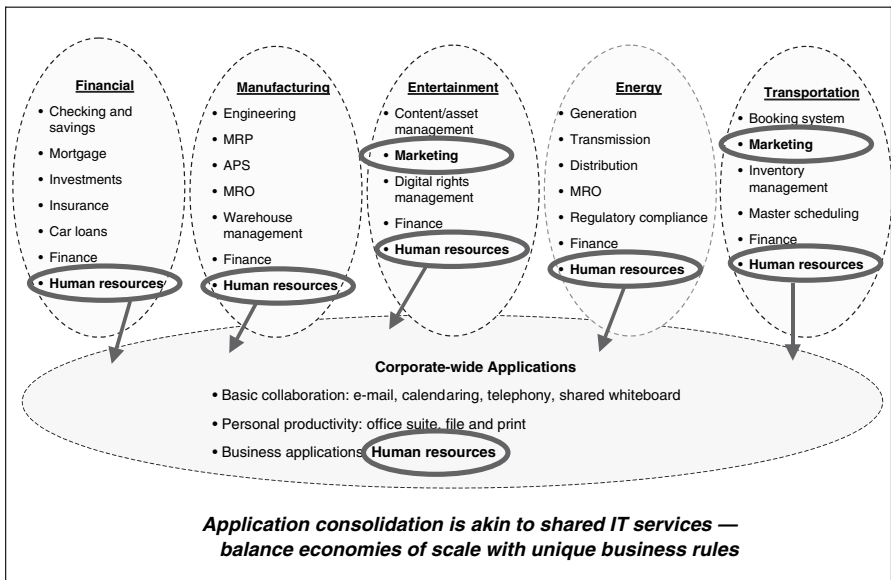 Financial
• Checking and
savings
• Mortgage
• Investments
• Insurance
• Car loans
• Finance
• Human resources
Manufacturing
• Engineering
• MRP
• APS
• MRO
• Warehouse
management
• Finance
• Human resources
Entertainment
• Content/asset
management
• Marketing
• Digital rights
management
• Finance
• Human resources
Energy
• Generation
• Transmission
• Distribution
• MRO
• Regulatory compliance
• Finance
• Human resources
Transportation
• Booking system
• Marketing
• Inventory
management
• Master scheduling
• Finance
• Human resources
Corporate-wide Applications
• Basic collaboration: e-mail, calendaring, telephony, shared whiteboard
• Personal productivity: office suite, file and print
• Business applications Human resources
Application consolidation is akin to shared IT services —
balance economies of scale with unique business rules